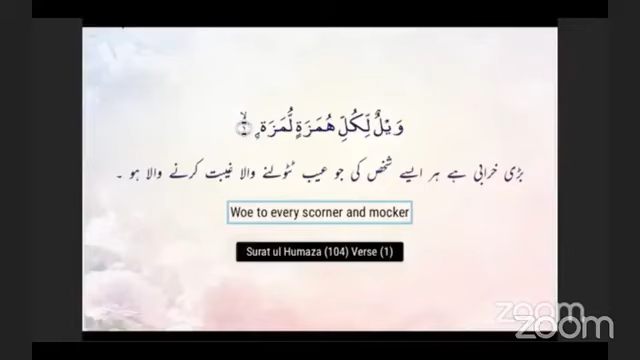 وَيْلٌ لِّكُلِّ هُمَزَةٍ لُّمَزَةٍ ۙ﴿۱﴾
بڑی خرابی ہے ہر ایسے شخص کی جو عیب ٹٹولنے والا غیبت کرنے والا ہو ۔
Woe to every scorner and mocker
Surat ul Humaza (104) Verse (1)
zoom
zoom